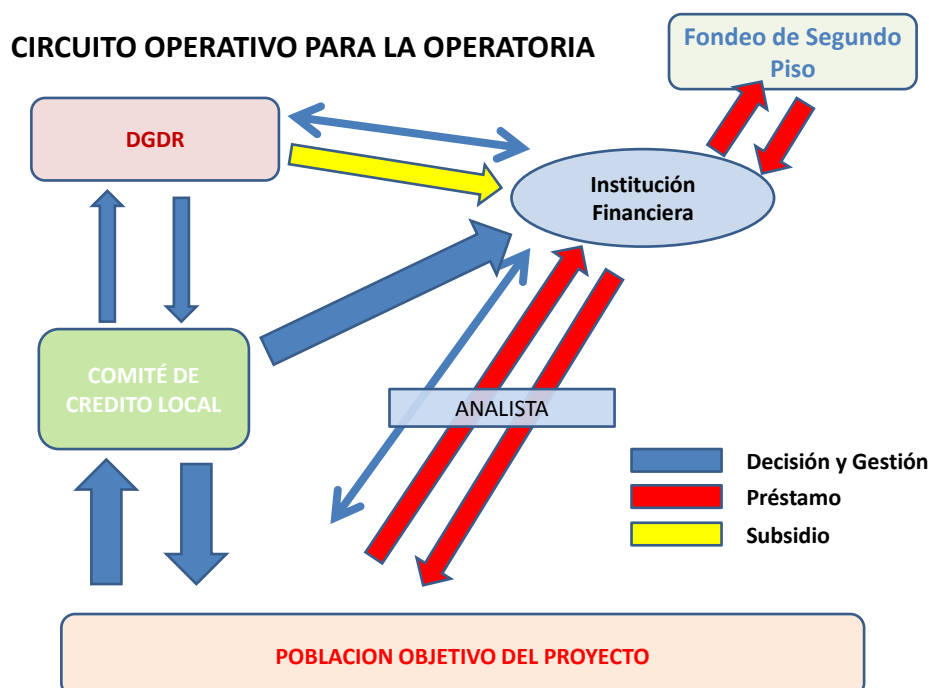 CIRCUITO OPERATIVO PARA LA OPERATORIA
Fondeo de Segundo
Piso
DGDR
Institución
Financiera
COMITÉ DE
CREDITO LOCAL
ANALISTA
Decisión y Gestión
Préstamo
Subsidio
POBLACION OBJETIVO DEL PROYECTO